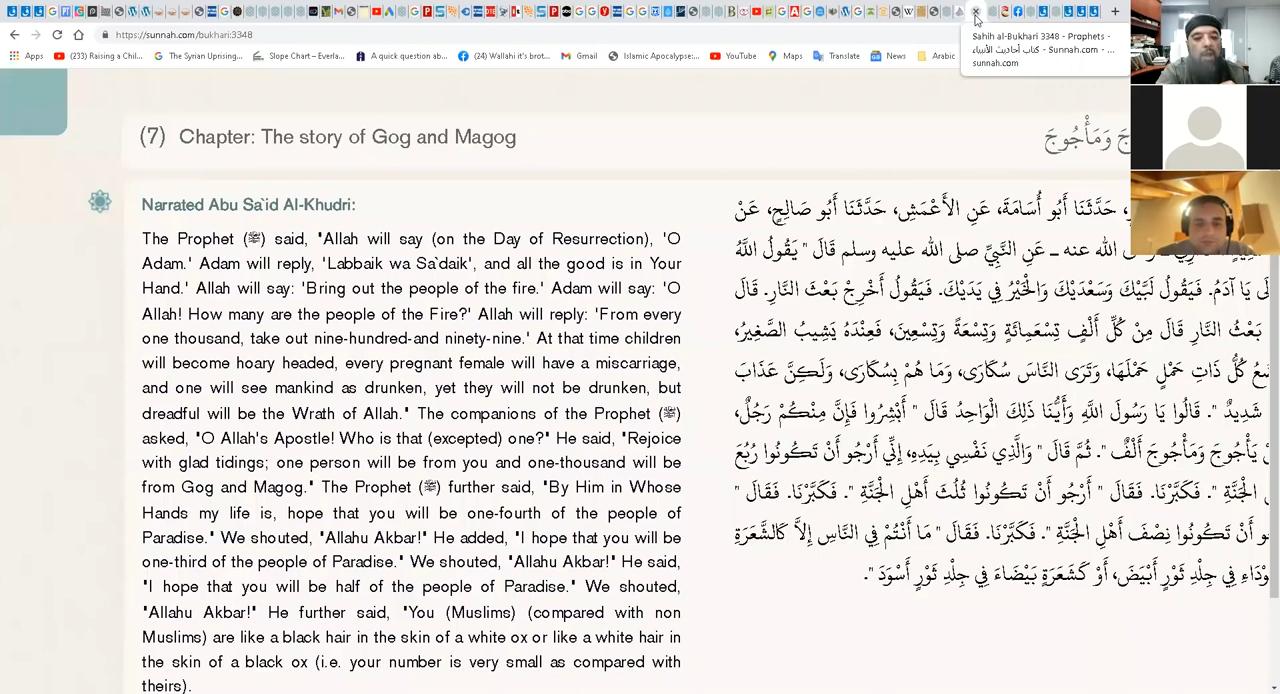 https://sunnah.com/bukhari:3348
Sahih al-Bukhari 3348 - Prophets -
كتاب أحاديث الأنبياء - Sunnah.com - ...
sunnah.com
Apps
(233) Raising a Chil...
The Syrian Uprising...
Slope Chart – Everla...
A quick question ab...
(24) Wallâh it's brot...
Gmail
Islamic Apocalypse:...
YouTube
Maps
Translate
News
Arabic
(7) Chapter: The story of Gog and Magog
وَمَأْجُوجَ
Narrated Abu Sa`id Al-Khudri:
The Prophet (ﷺ) said, "Allah will say (on the Day of Resurrection), 'O
Adam.' Adam will reply, 'Labbaik wa Sa`daik', and all the good is in Your
Hand.' Allah will say: 'Bring out the people of the fire.' Adam will say: 'O
Allah! How many are the people of the Fire?' Allah will reply: 'From every
one thousand, take out nine-hundred-and ninety-nine.' At that time children
will become hoary headed, every pregnant female will have a miscarriage,
and one will see mankind as drunken, yet they will not be drunken, but
dreadful will be the Wrath of Allah." The companions of the Prophet (ﷺ)
asked, "O Allah's Apostle! Who is that (excepted) one?" He said, "Rejoice
with glad tidings; one person will be from you and one-thousand will be
from Gog and Magog." The Prophet (ﷺ) further said, "By Him in Whose
Hands my life is, hope that you will be one-fourth of the people of
Paradise." We shouted, "Allahu Akbar!" He added, "I hope that you will be
one-third of the people of Paradise." We shouted, "Allahu Akbar!" He said,
"I hope that you will be half of the people of Paradise." We shouted,
"Allahu Akbar!" He further said, "You (Muslims) (compared with non
Muslims) are like a black hair in the skin of a white ox or like a white hair in
the skin of a black ox (i.e. your number is very small as compared with
theirs).
حَدَّثَنَا أَبُو أُسَامَةَ، عَنِ الأَعْمَشِ، حَدَّثَنَا أَبُو صَالِحٍ، عَنْ
الله عنه ـ عَنِ النَّبِيِّ صلى الله عليه وسلم قَالَ " يَقُولُ اللَّهُ
يَا آدَمُ. فَيَقُولُ لَبَّيْكَ وَسَعْدَيْكَ وَالْخَيْرُ فِي يَدَيْكَ. فَيَقُولُ أَخْرِجْ بَعْثَ النَّارِ. قَالَ
بَعْثُ النَّارِ قَالَ مِنْ كُلِّ أَلْفٍ تِسْعَمِائَةٍ وَتِسْعَةً وَتِسْعِينَ، فَعِنْدَهُ يَشِيبُ الصَّغِيرُ،
كُلُّ ذَاتِ حَمْلٍ حَمْلَهَا، وَتَرَى النَّاسَ سُكَارَى، وَمَا هُمْ بِسُكَارَى، وَلَكِنَّ عَذَابَ
شَدِيدٌ ". قَالُوا يَا رَسُولَ اللَّهِ وَأَيُّنَا ذَلِكَ الْوَاحِدُ قَالَ " أَبْشِرُوا فَإِنَّ مِنْكُمْ رَجُلٌ،
يَأْجُوجَ وَمَأْجُوجَ أَلْفٌ ". ثُمَّ قَالَ " وَالَّذِي نَفْسِي بِيَدِهِ، إِنِّي أَرْجُو أَنْ تَكُونُوا رُبُعَ
الْجَنَّةِ ". فَكَبَّرْنَا. فَقَالَ " أَرْجُو أَنْ تَكُونُوا ثُلُثَ أَهْلِ الْجَنَّةِ ". فَكَبَّرْنَا. فَقَالَ "
أَنْ تَكُونُوا نِصْفَ أَهْلِ الْجَنَّةِ ". فَكَبَّرْنَا. فَقَالَ " مَا أَنْتُمْ فِي النَّاسِ إِلاَّ كَالشَّعَرَةِ
فِي جِلْدِ ثَوْرٍ أَبْيَضَ، أَوْ كَشَعَرَةٍ بَيْضَاءَ فِي جِلْدِ ثَوْرٍ أَسْوَدَ ".